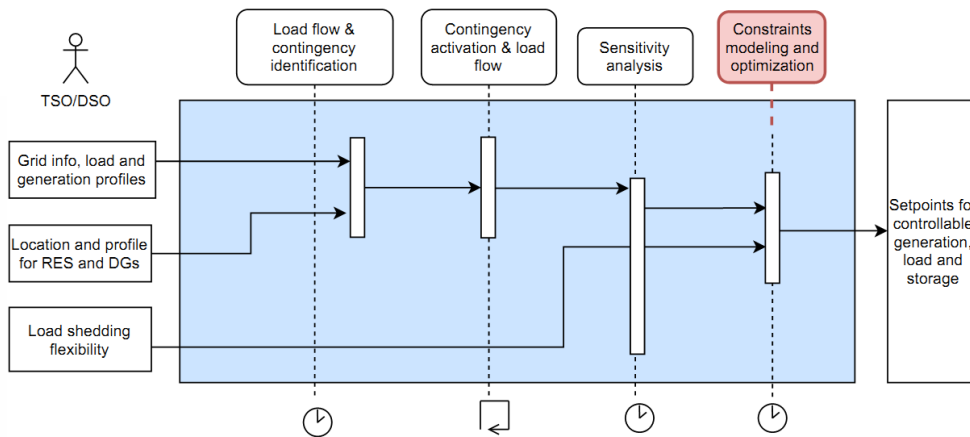 Load flow &
contingency
identification
Contingency
activation & load
flow
Sensitivity
analysis
Constraints
modeling and
optimization
TSO/DSO
Grid info, load and
generation profiles
Location and profile
for RES and DGs
Load shedding
flexibility
Setpoints fo
controllable
generation,
load and
storage